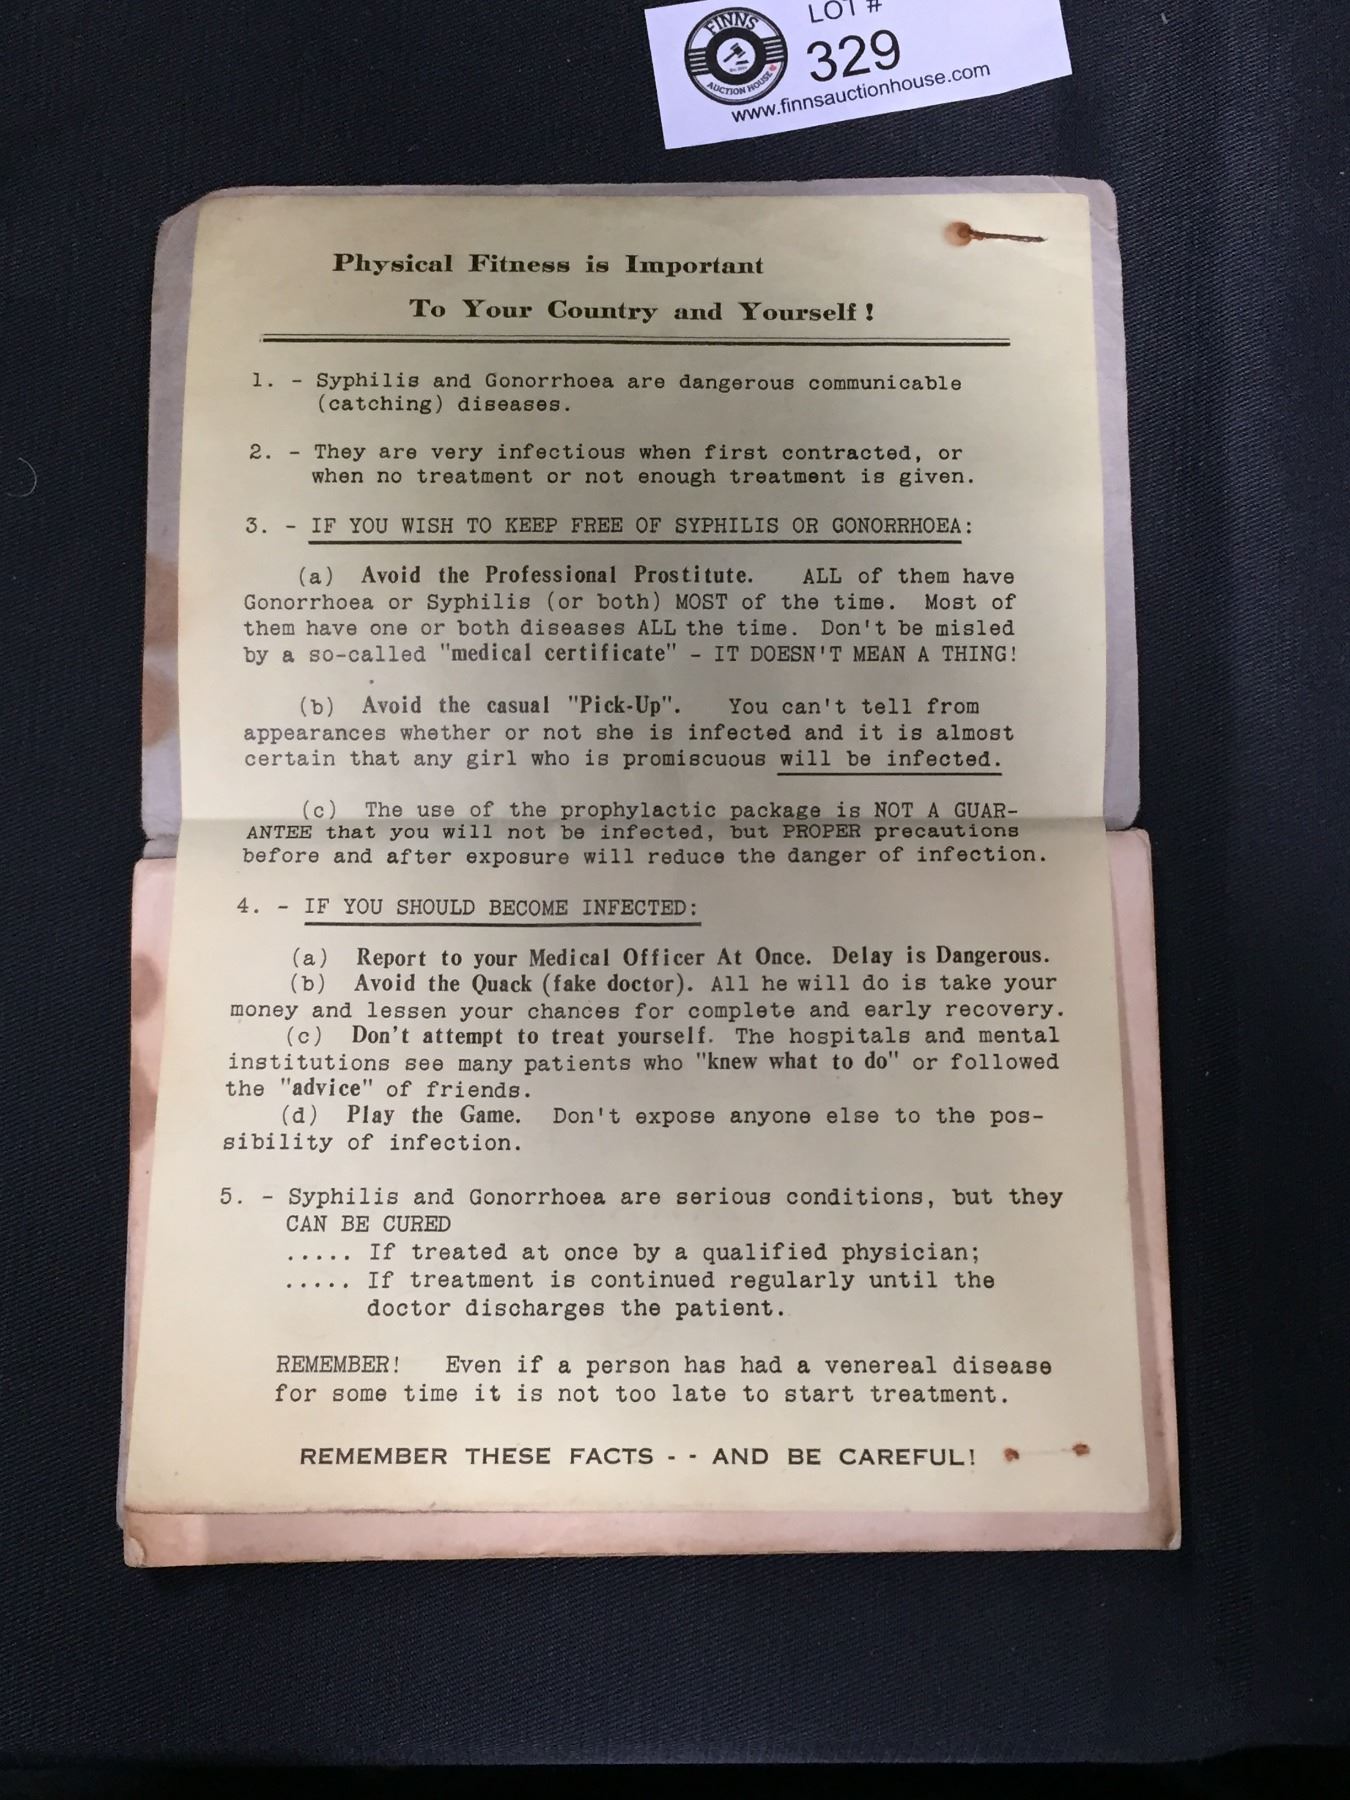 LOT #
FINNS
AUCTION HOUSE
329
www.finnsauctionhouse.com
Physical Fitness is Important
To Your Country and Yourself !
1. - Syphilis and Gonorrhoea are dangerous communicable
(catching) diseases.
2. - They are very infectious when first contracted, or
when no treatment or not enough treatment is given.
3. - IF YOU WISH TO KEEP FREE OF SYPHILIS OR GONORRHOEA:
(a) Avoid the Professional Prostitute. ALL of them have
Gonorrhoea or Syphilis (or both) MOST of the time. Most of
them have one or both diseases ALL the time. Don't be misled
by a so-called "medical certificate" - IT DOESN'T MEAN A THING!
(b) Avoid the casual "Pick-Up". You can't tell from
appearances whether or not she is infected and it is almost
certain that any girl who is promiscuous will be infected.
(c) The use of the prophylactic package is NOT A GUAR-
ANTEE that you will not be infected, but PROPER precautions
before and after exposure will reduce the danger of infection.
4. - IF YOU SHOULD BECOME INFECTED:
(a) Report to your Medical Officer At Once. Delay is Dangerous.
(b) Avoid the Quack (fake doctor). All he will do is take your
money and lessen your chances for complete and early recovery.
(c) Don't attempt to treat yourself. The hospitals and mental
institutions see many patients who "knew what to do" or followed
the "advice" of friends.
(d) Play the Game. Don't expose anyone else to the pos-
sibility of infection.
5. - Syphilis and Gonorrhoea are serious conditions, but they
CAN BE CURED
..... If treated at once by a qualified physician;
..... If treatment is continued regularly until the
doctor discharges the patient.
REMEMBER! Even if a person has had a venereal disease
for some time it is not too late to start treatment.
REMEMBER THESE FACTS - - AND BE CAREFUL!